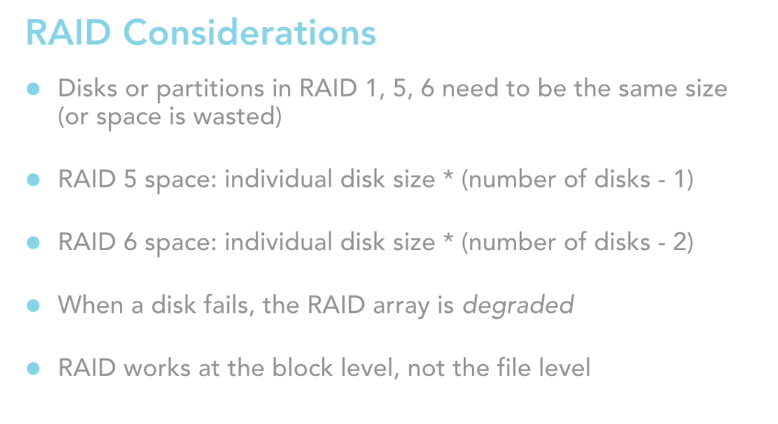 RAID Considerations
Disks or partitions in RAID 1, 5, 6 need to be the same size
(or space is wasted)
RAID 5 space: individual disk size * (number of disks - 1)
RAID 6 space: individual disk size * (number of disks - 2)
When a disk fails, the RAID array is degraded
RAID works at the block level, not the file level